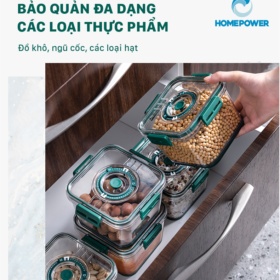 BẢO QUẢN ĐA DẠNG
CÁC LOẠI THỰC PHẨM
HOMEPOWER
Đồ khô, ngũ cốc, các loại hạt